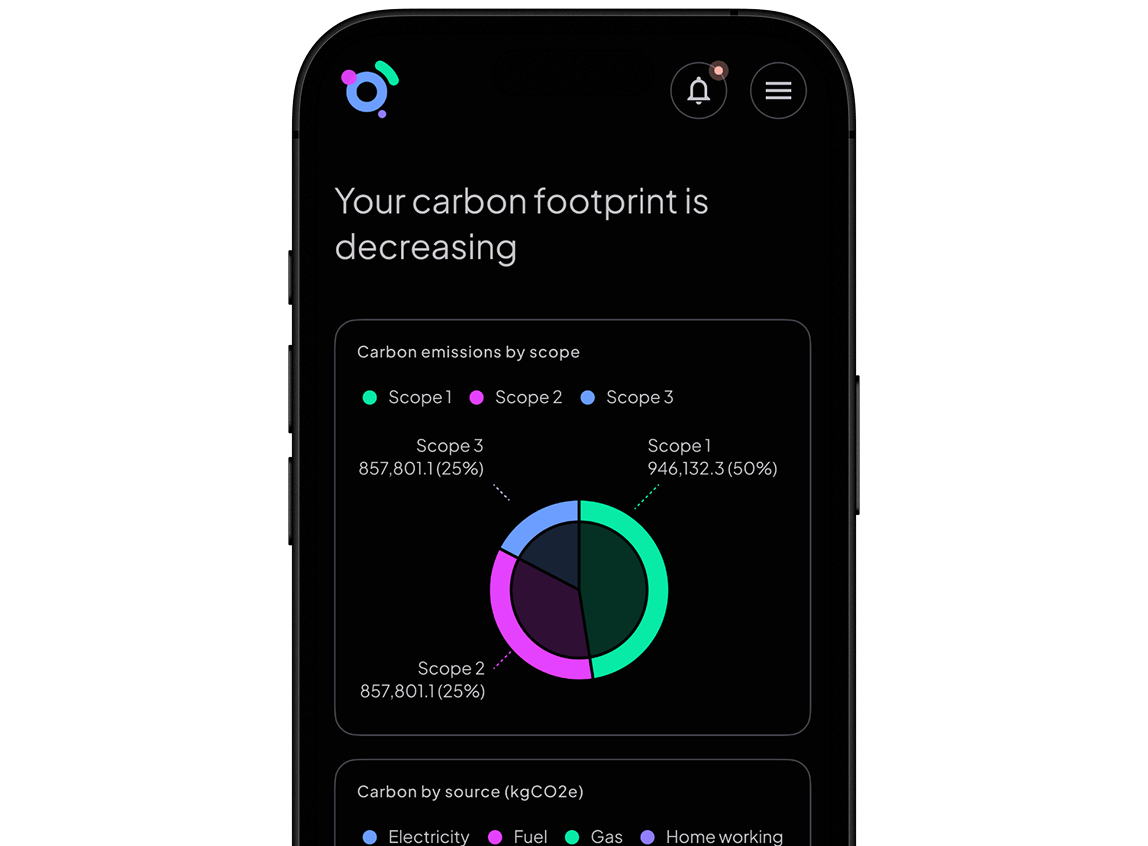 Your carbon footprint is
decreasing
Carbon emissions by scope
Scope 1 Scope 2 Scope 3
Scope 3
857,801.1 (25%)
Scope 1
946,132.3 (50%)
Scope 2
857,801.1 (25%)
Carbon by source (kgCO2e)
Electricity Fuel Gas Home working